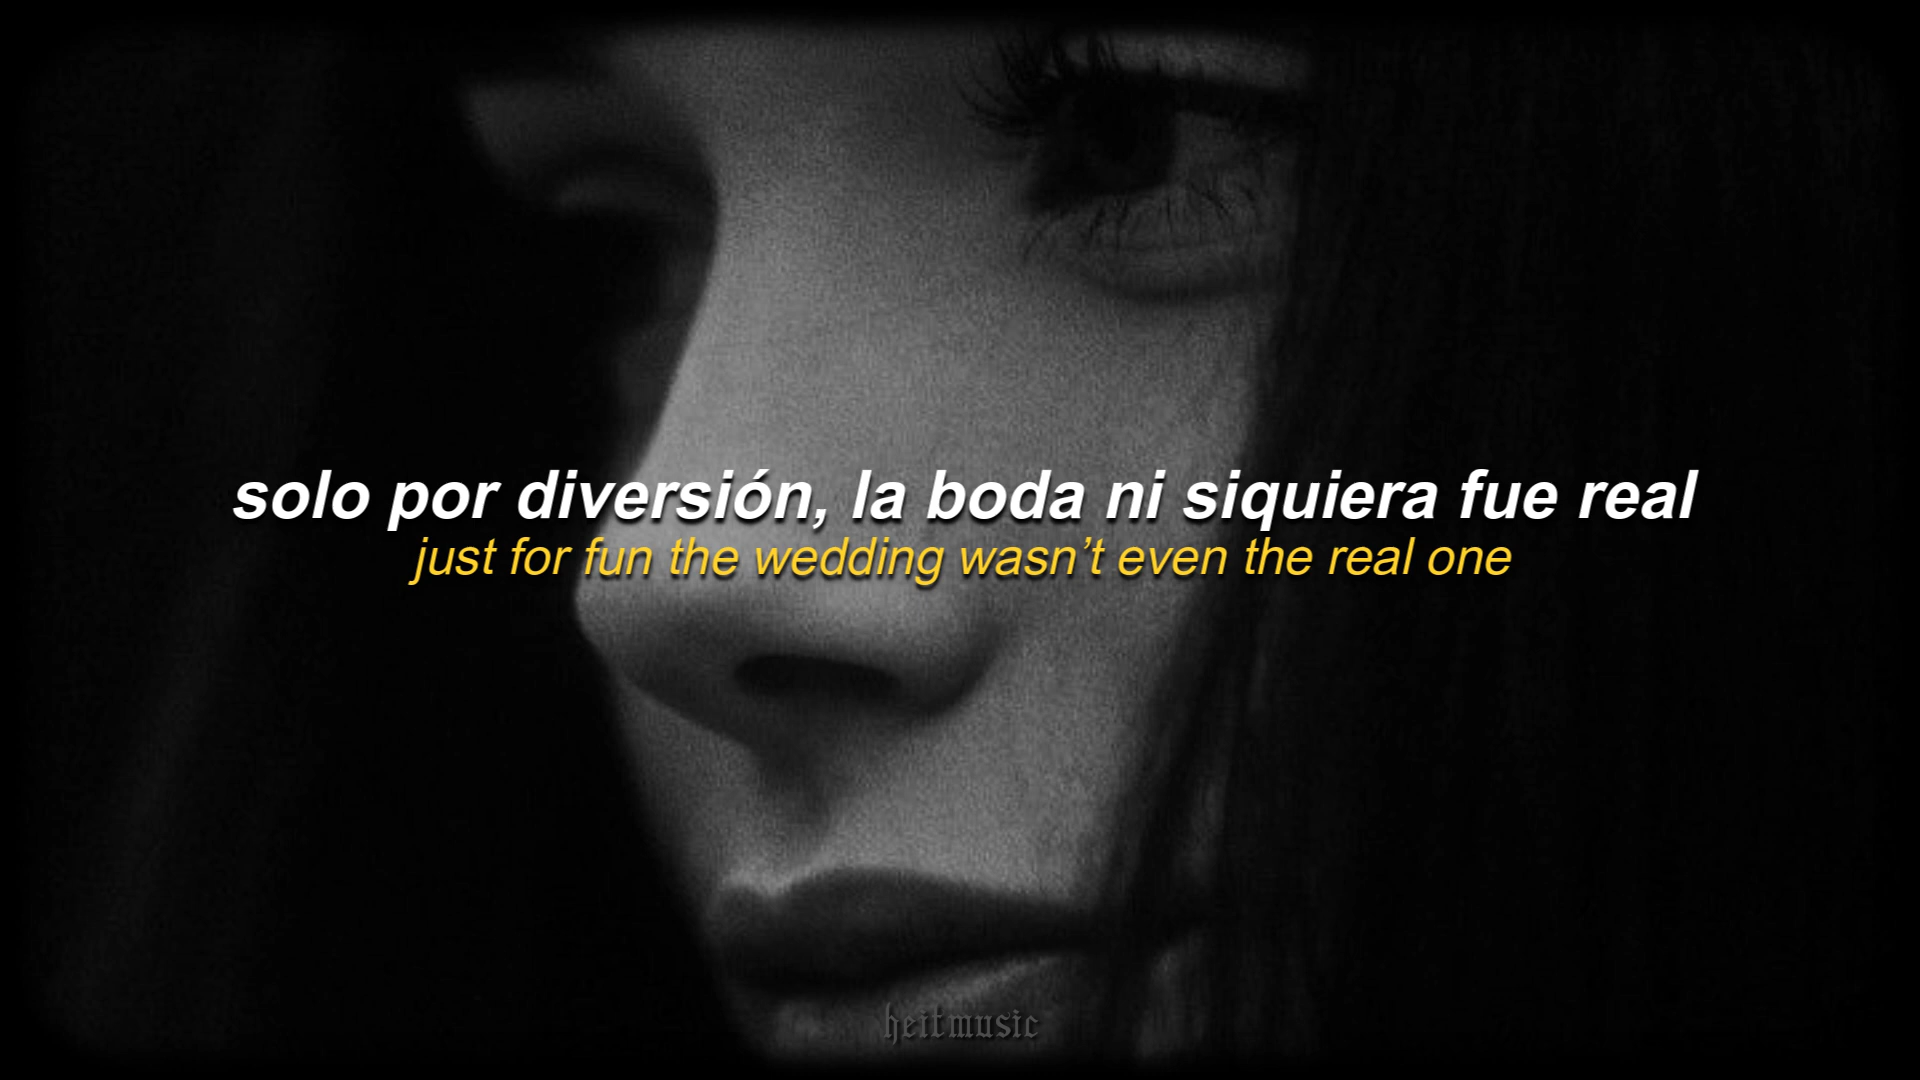 solo por diversión, la boda ni siquiera fue real
just for fun the wedding wasn’t even the real one
heitmusic